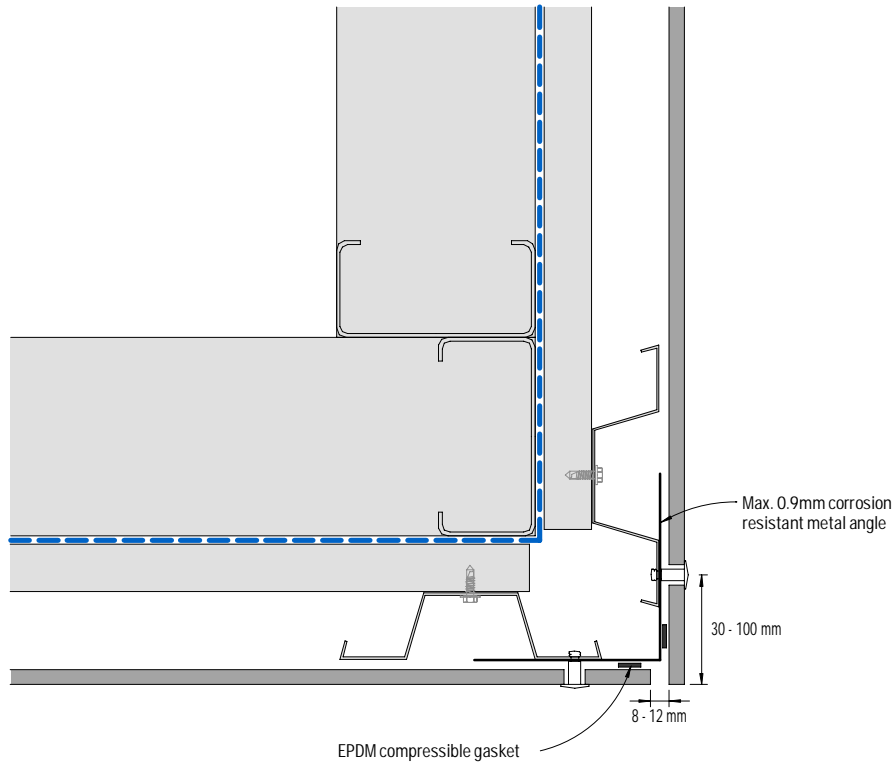 Max. 0.9mm corrosion
resistant metal angle
30 - 100 mm
8 - 12 mm
EPDM compressible gasket